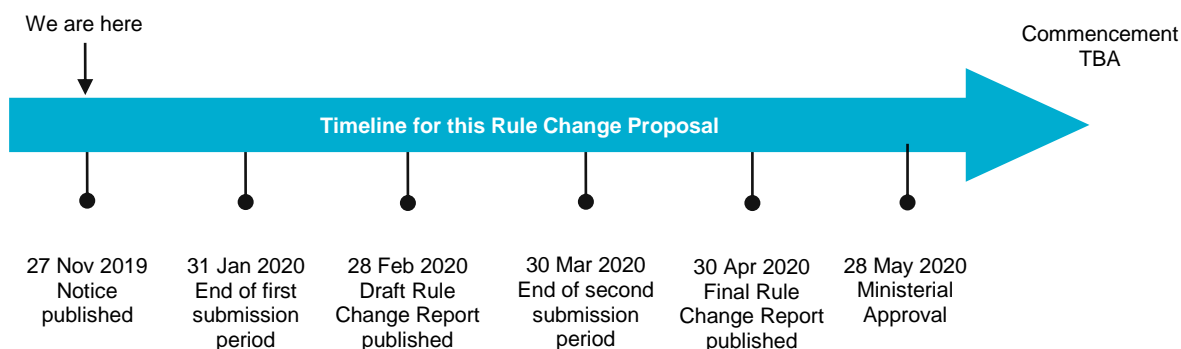 We are here
Commencement
TBA
Timeline for this Rule Change Proposal
27 Nov 2019
Notice
published
31 Jan 2020
End of first
submission
period
28 Feb 2020
Draft Rule
Change Report
published
30 Mar 2020
End of second
submission
period
30 Apr 2020
Final Rule
Change Report
published
28 May 2020
Ministerial
Approval